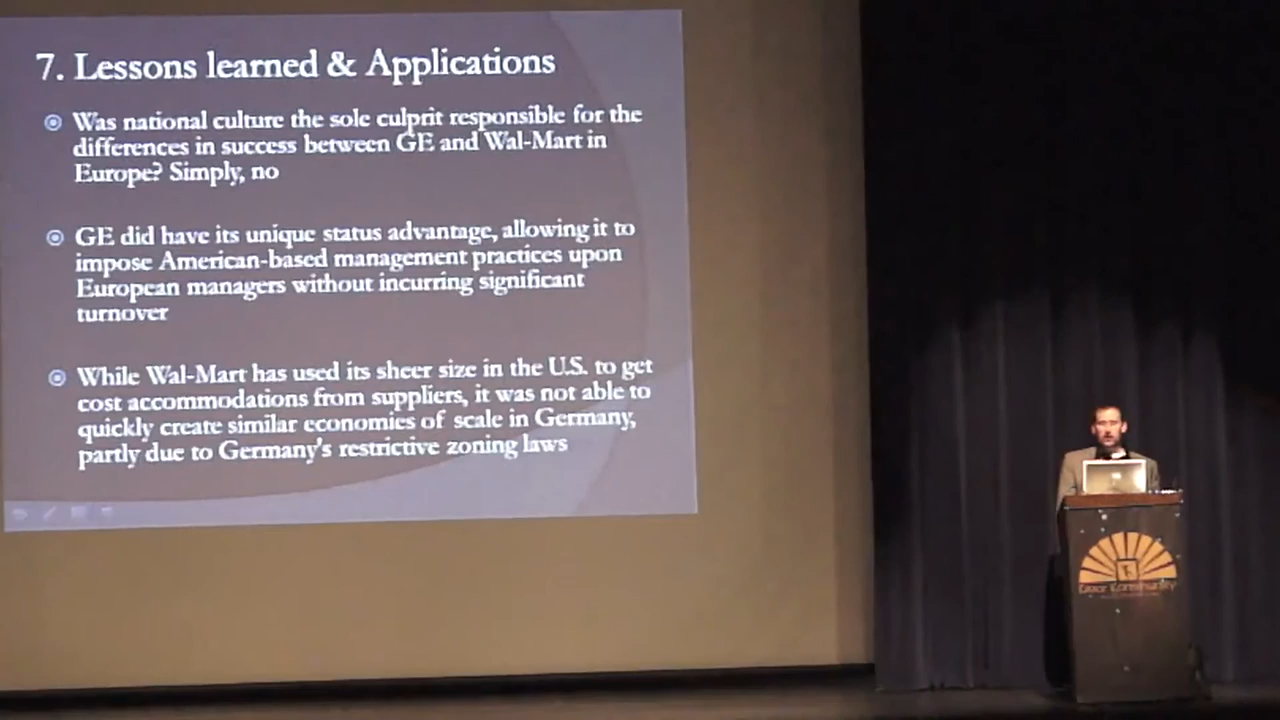 7. Lessons learned & Applications
Was national culture the sole culprit responsible for the
differences in success between GE and Wal-Mart in
Europe? Simply, no
GE did have its unique status advantage, allowing it to
impose American-based management practices upon
European managers without incurring significant
turnover
While Wal-Mart has used its sheer size in the U.S. to get
cost accommodations from suppliers, it was not able to
quickly create similar economies of scale in Germany,
partly due to Germany's restrictive zoning laws
Community